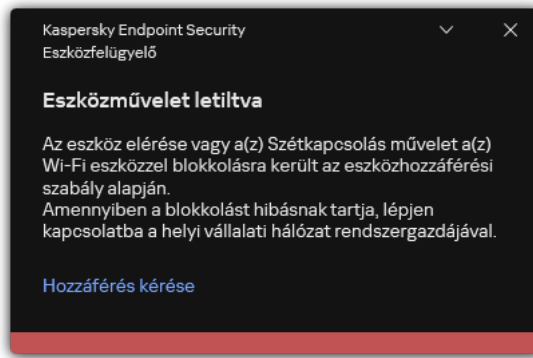 Kaspersky Endpoint Security
Eszközfelügyelő
Eszközművelet letiltva
Az eszköz elérése vagy a(z) Szétkapcsolás művelet a(z)
Wi-Fi eszközzel blokkolásra került az eszközhozzáférési
szabály alapján.
Amennyiben a blokkolást hibásnak tartja, lépjen
kapcsolatba a helyi vállalati hálózat rendszergazdájával.
Hozzáférés kérése